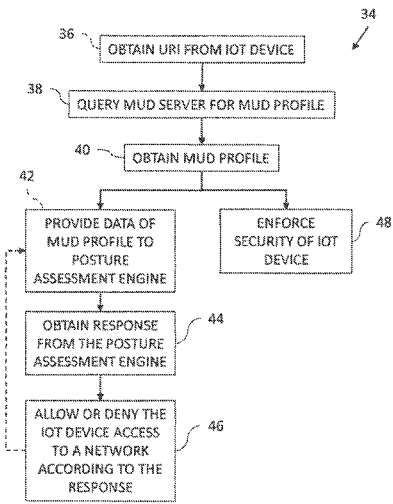 34
36
OBTAIN URI FROM IOT DEVICE
38
QUERY MUD SERVER FOR MUD PROFILE
40
OBTAIN MUD PROFILE
42
PROVIDE DATA OF
MUD PROFILE TO
POSTURE
ASSESSMENT ENGINE
ENFORCE
SECURITY OF IOT
DEVICE
48
OBTAIN RESPONSE
FROM THE POSTURE
ASSESSMENT ENGINE
44
ALLOW OR DENY THE
IOT DEVICE ACCESS
TO A NETWORK
ACCORDING TO THE
RESPONSE
46